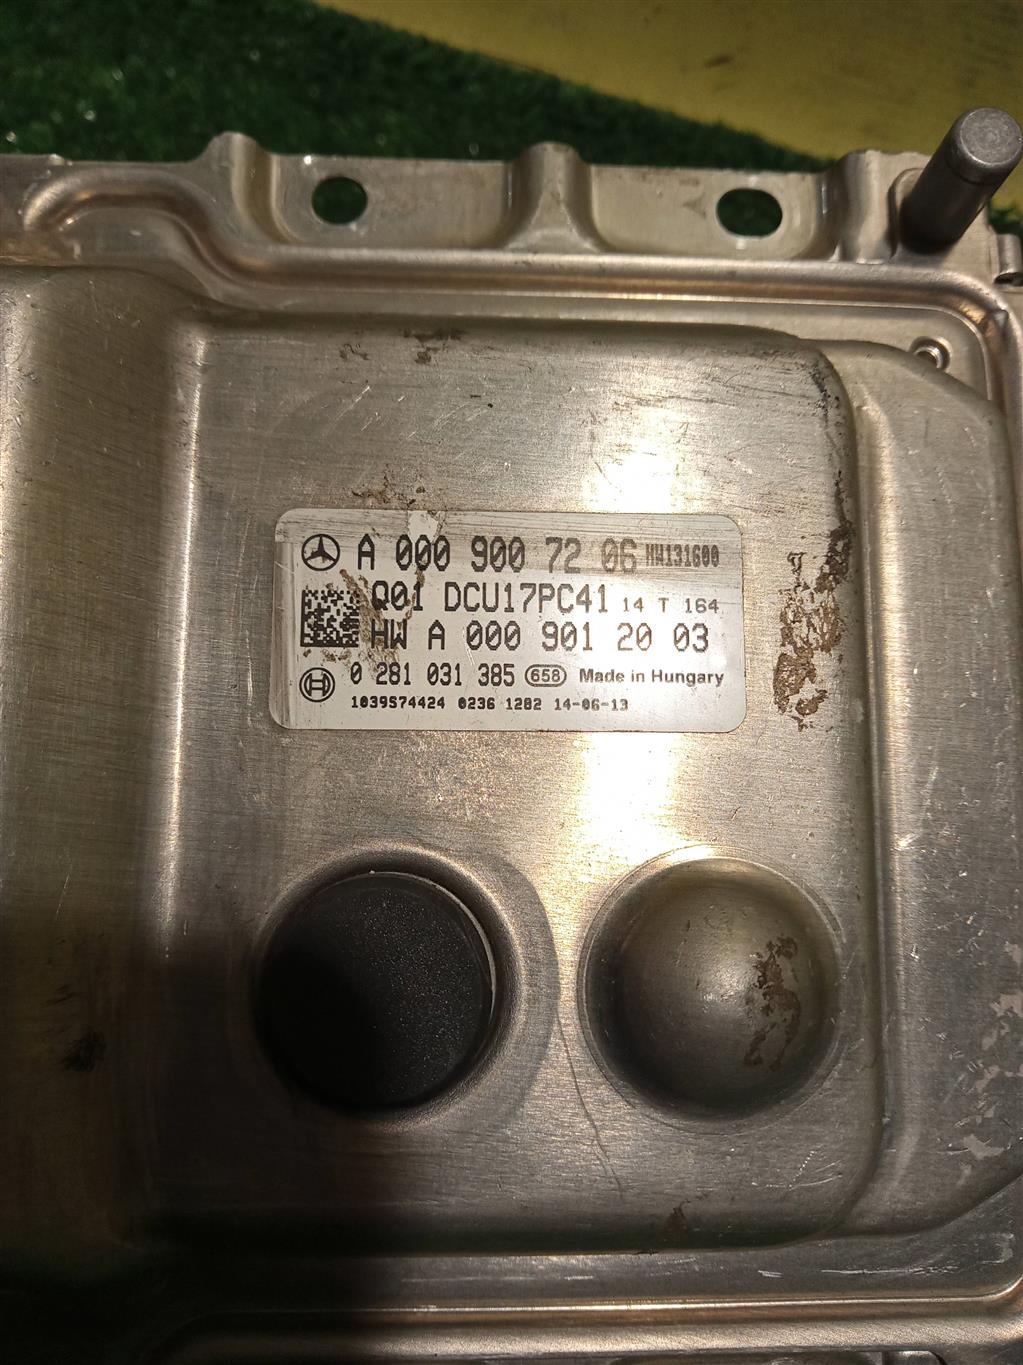 A 000 900 72 06 HW131600
Q01 DCU17PC41 14 T 164
HW A 000 901 20 03
0 281 031 385 658 Made in Hungary
1039S74424 0236 1282 14-06-13